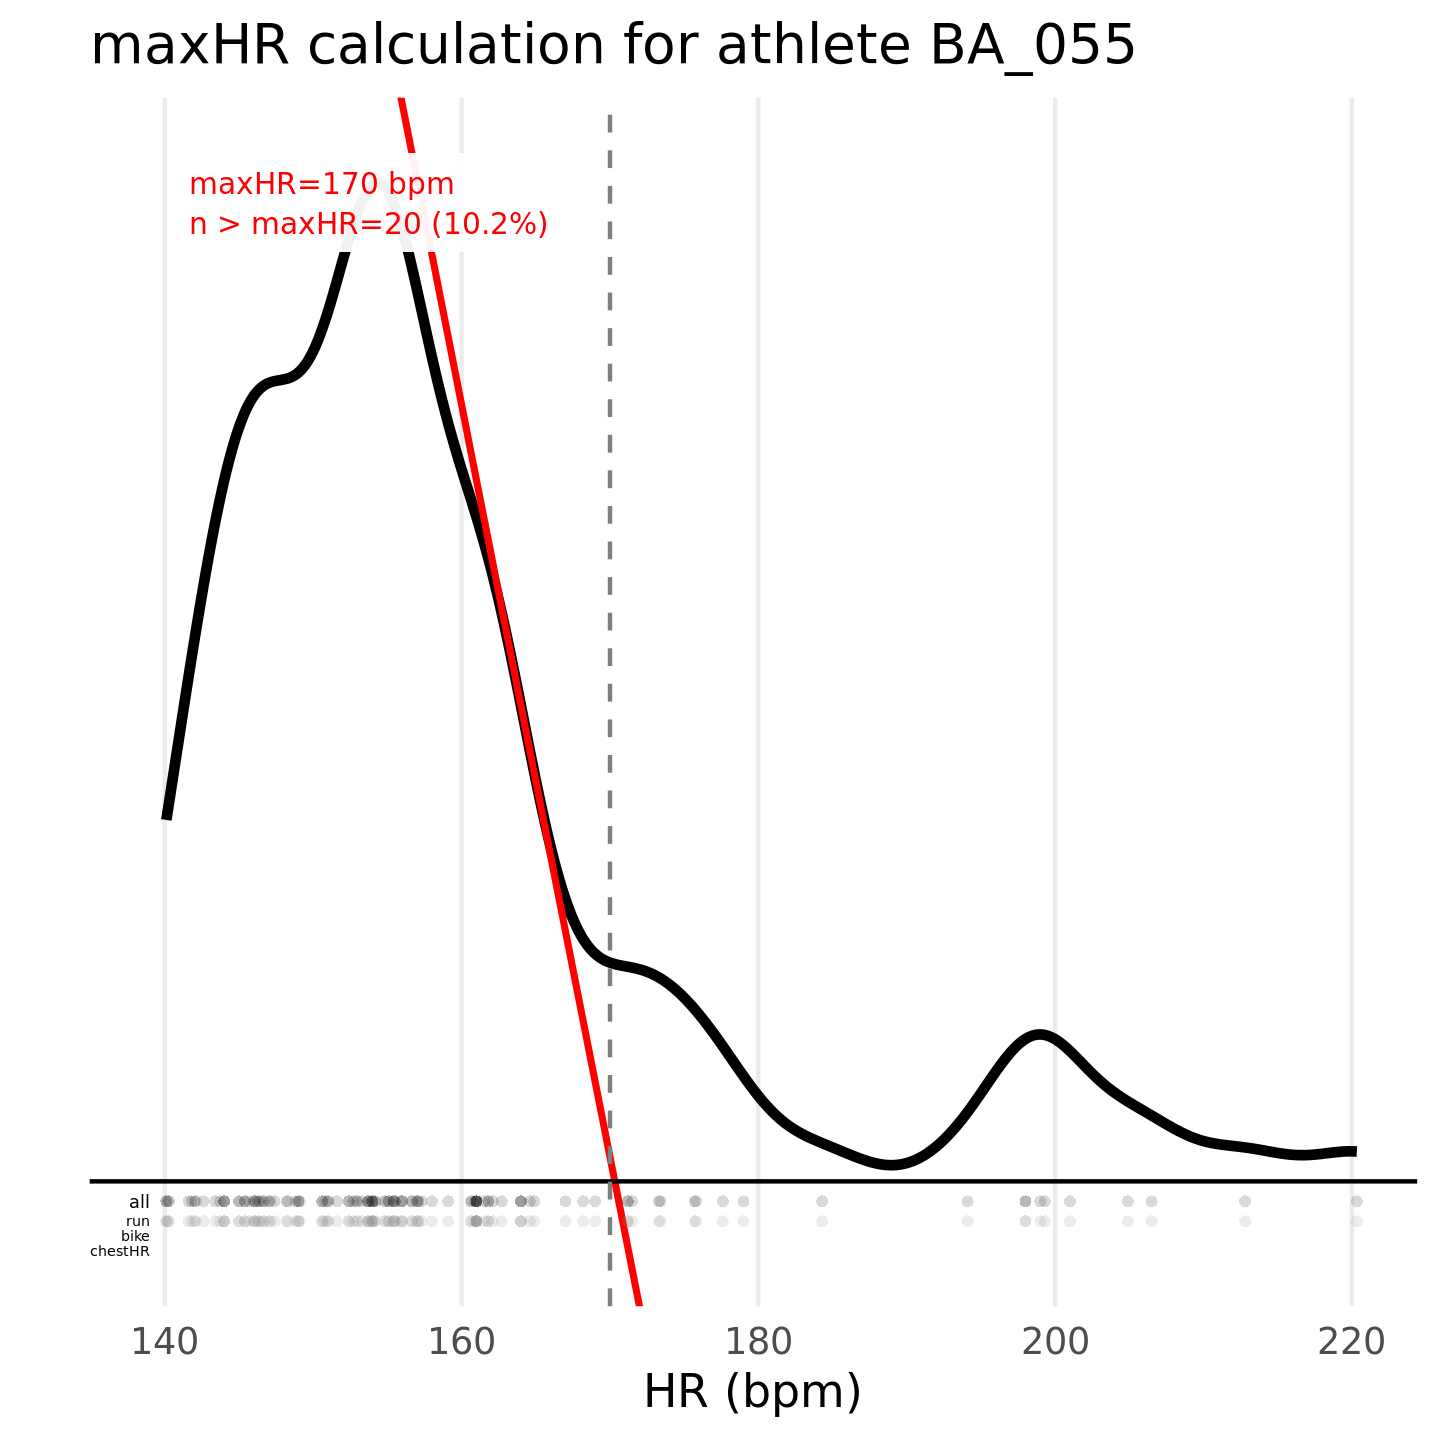 maxHR calculation for athlete BA_055
maxHR=170 bpm
n > maxHR=20 (10.2%)
all
run
bike
chestHR
140 160 180 200 220
HR (bpm)